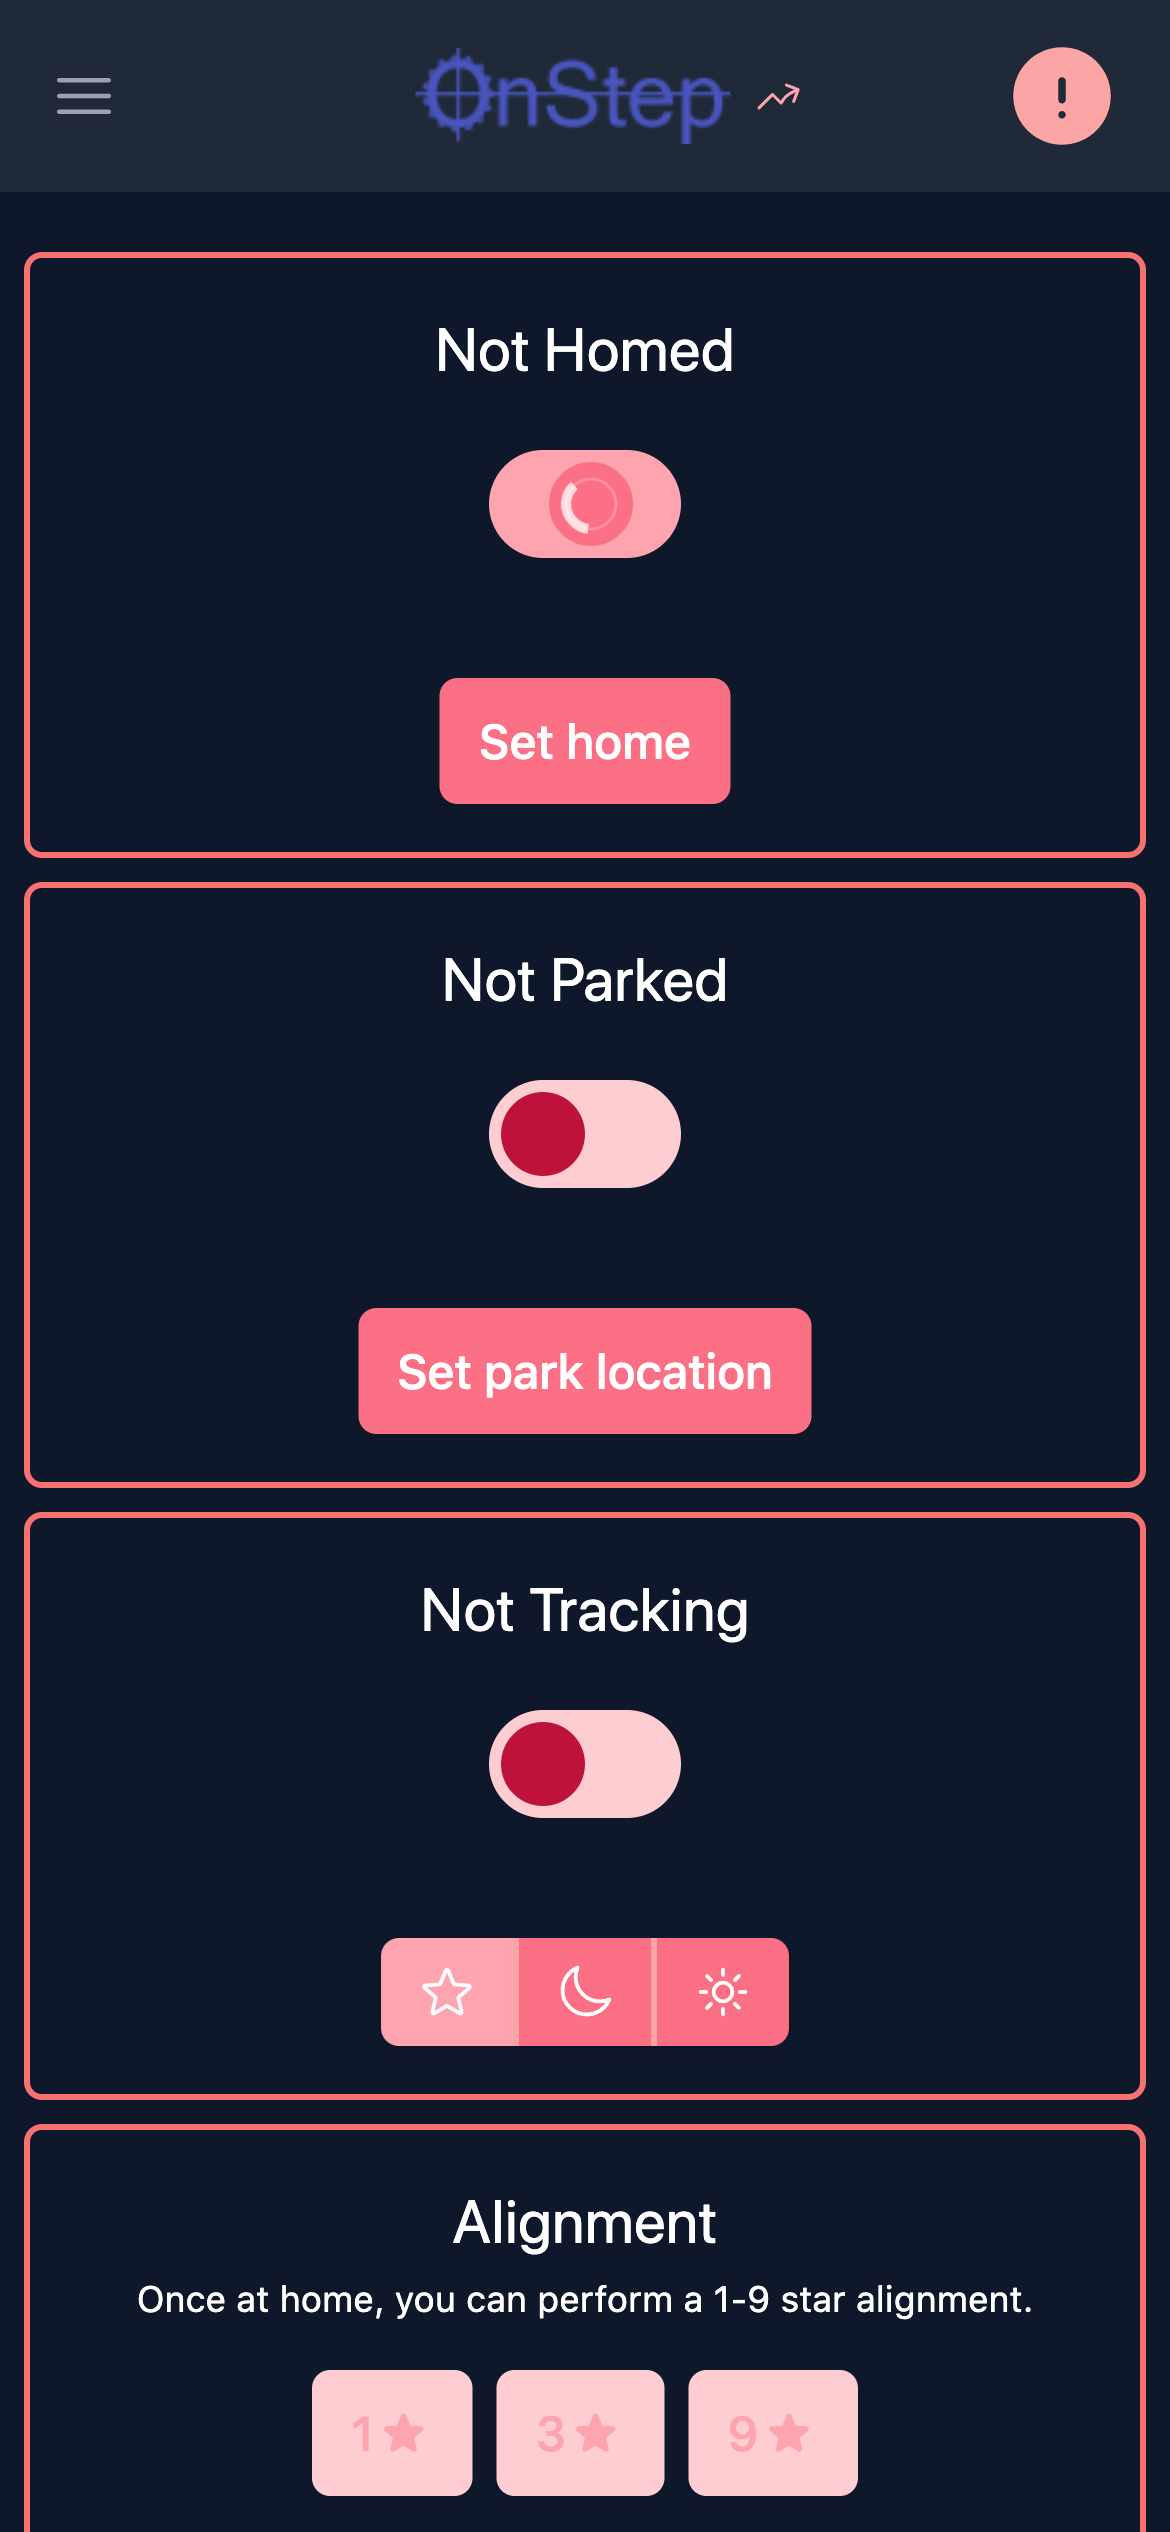 OnStep
Not Homed
Set home
Not Parked
Set park location
Not Tracking
Alignment
Once at home, you can perform a 1-9 star alignment.
1★ 3★ 9★